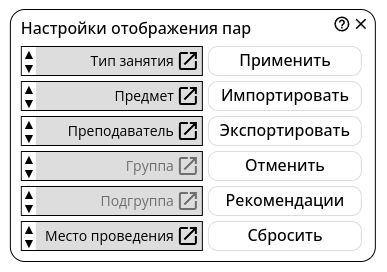 Настройки отображения пар
Тип занятия Применить
Предмет Импортировать
Преподаватель Экспортировать
Группа Отменить
Подгруппа Рекомендации
Место проведения Сбросить